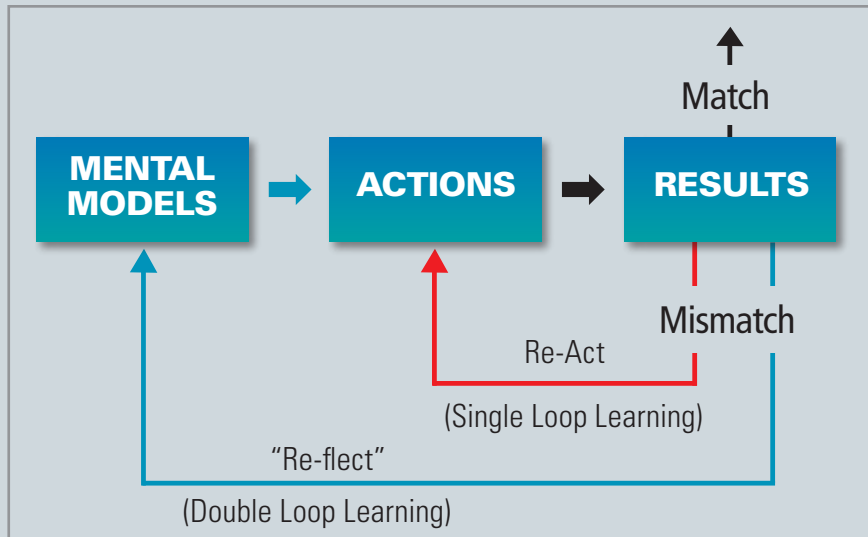 Match
MENTAL
MODELS
ACTIONS
RESULTS
Mismatch
Re-Act
(Single Loop Learning)
“Re-flect”
(Double Loop Learning)